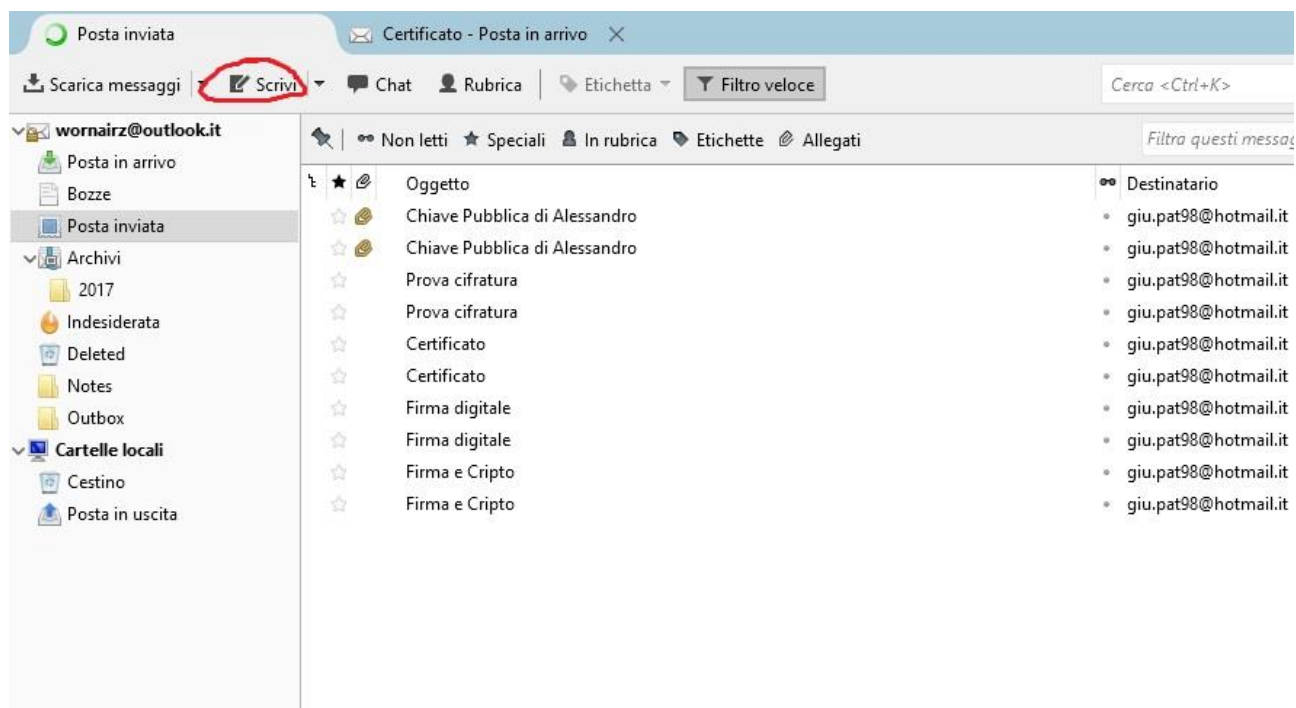 Posta inviata Certificato - Posta in arrivo
Scarica messaggi Scrivi Chat Rubrica Etichetta Filtro veloce Cerca <Ctrl+K>
wornairz@outlook.it
Posta in arrivo
Bozze
Posta inviata
Archivi
2017
Indesiderata
Deleted
Notes
Outbox
Cartelle locali
Cestino
Posta in uscita
Non letti Speciali In rubrica Etichette Allegati Filtra questi
Oggetto Destinatario
Chiave Pubblica di Alessandro giu.pat98@hotmail.it
Chiave Pubblica di Alessandro giu.pat98@hotmail.it
Prova cifratura giu.pat98@hotmail.it
Prova cifratura giu.pat98@hotmail.it
Certificato giu.pat98@hotmail.it
Certificato giu.pat98@hotmail.it
Firma digitale giu.pat98@hotmail.it
Firma digitale giu.pat98@hotmail.it
Firma e Cripto giu.pat98@hotmail.it
Firma e Cripto giu.pat98@hotmail.it